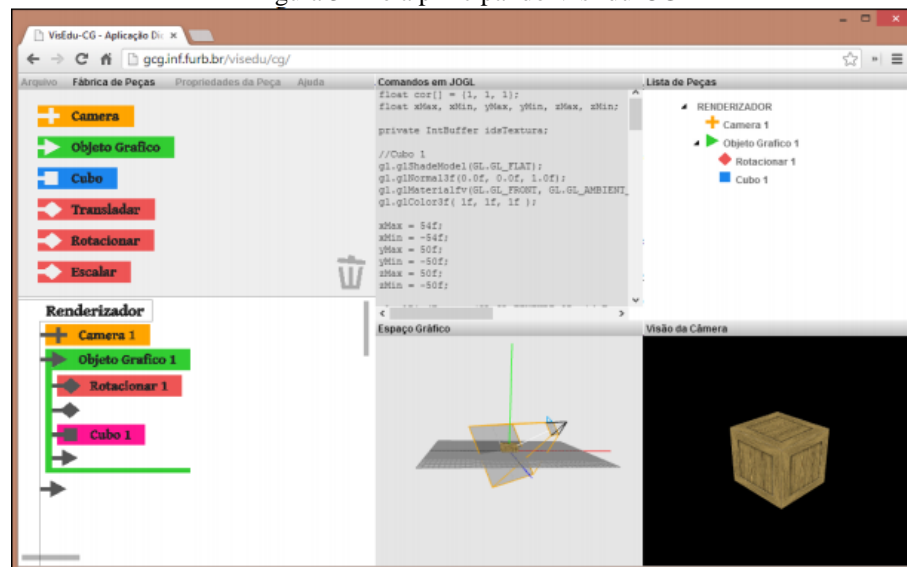 VisEdu-CG - Aplicação Di
gcg.inf.furb.br/visedu/cg/
Arquivo Fábrica de Peças Propriedades da Peça Ajuda
Camera
Objeto Grafico
Cubo
Transladar
Rotacionar
Escalar
Renderizador
Camera 1
Objeto Grafico 1
Rotacionar 1
Cubo 1
Comandos em JOGL
float cor[] = {1, 1, 1};
float xMax, xMin, yMax, yMin, zMax, zMin;
private IntBuffer idsTextura;
//Cubo 1
gl.glShadeModel(GL.GL_FLAT);
gl.glNormal3f(0.0f, 0.0f, 1.0f);
gl.glMaterialfv(GL.GL_FRONT, GL.GL_AMBIENT_
gl.glColor3f( 1f, 1f, 1f );
xMax = 54f;
xMin = -54f;
yMax = 50f;
yMin = -50f;
zMax = 50f;
zMin = -50f;
Lista de Peças
RENDERIZADOR
Camera 1
Objeto Grafico 1
Rotacionar 1
Cubo 1
Espaço Gráfico
Visão da Câmera